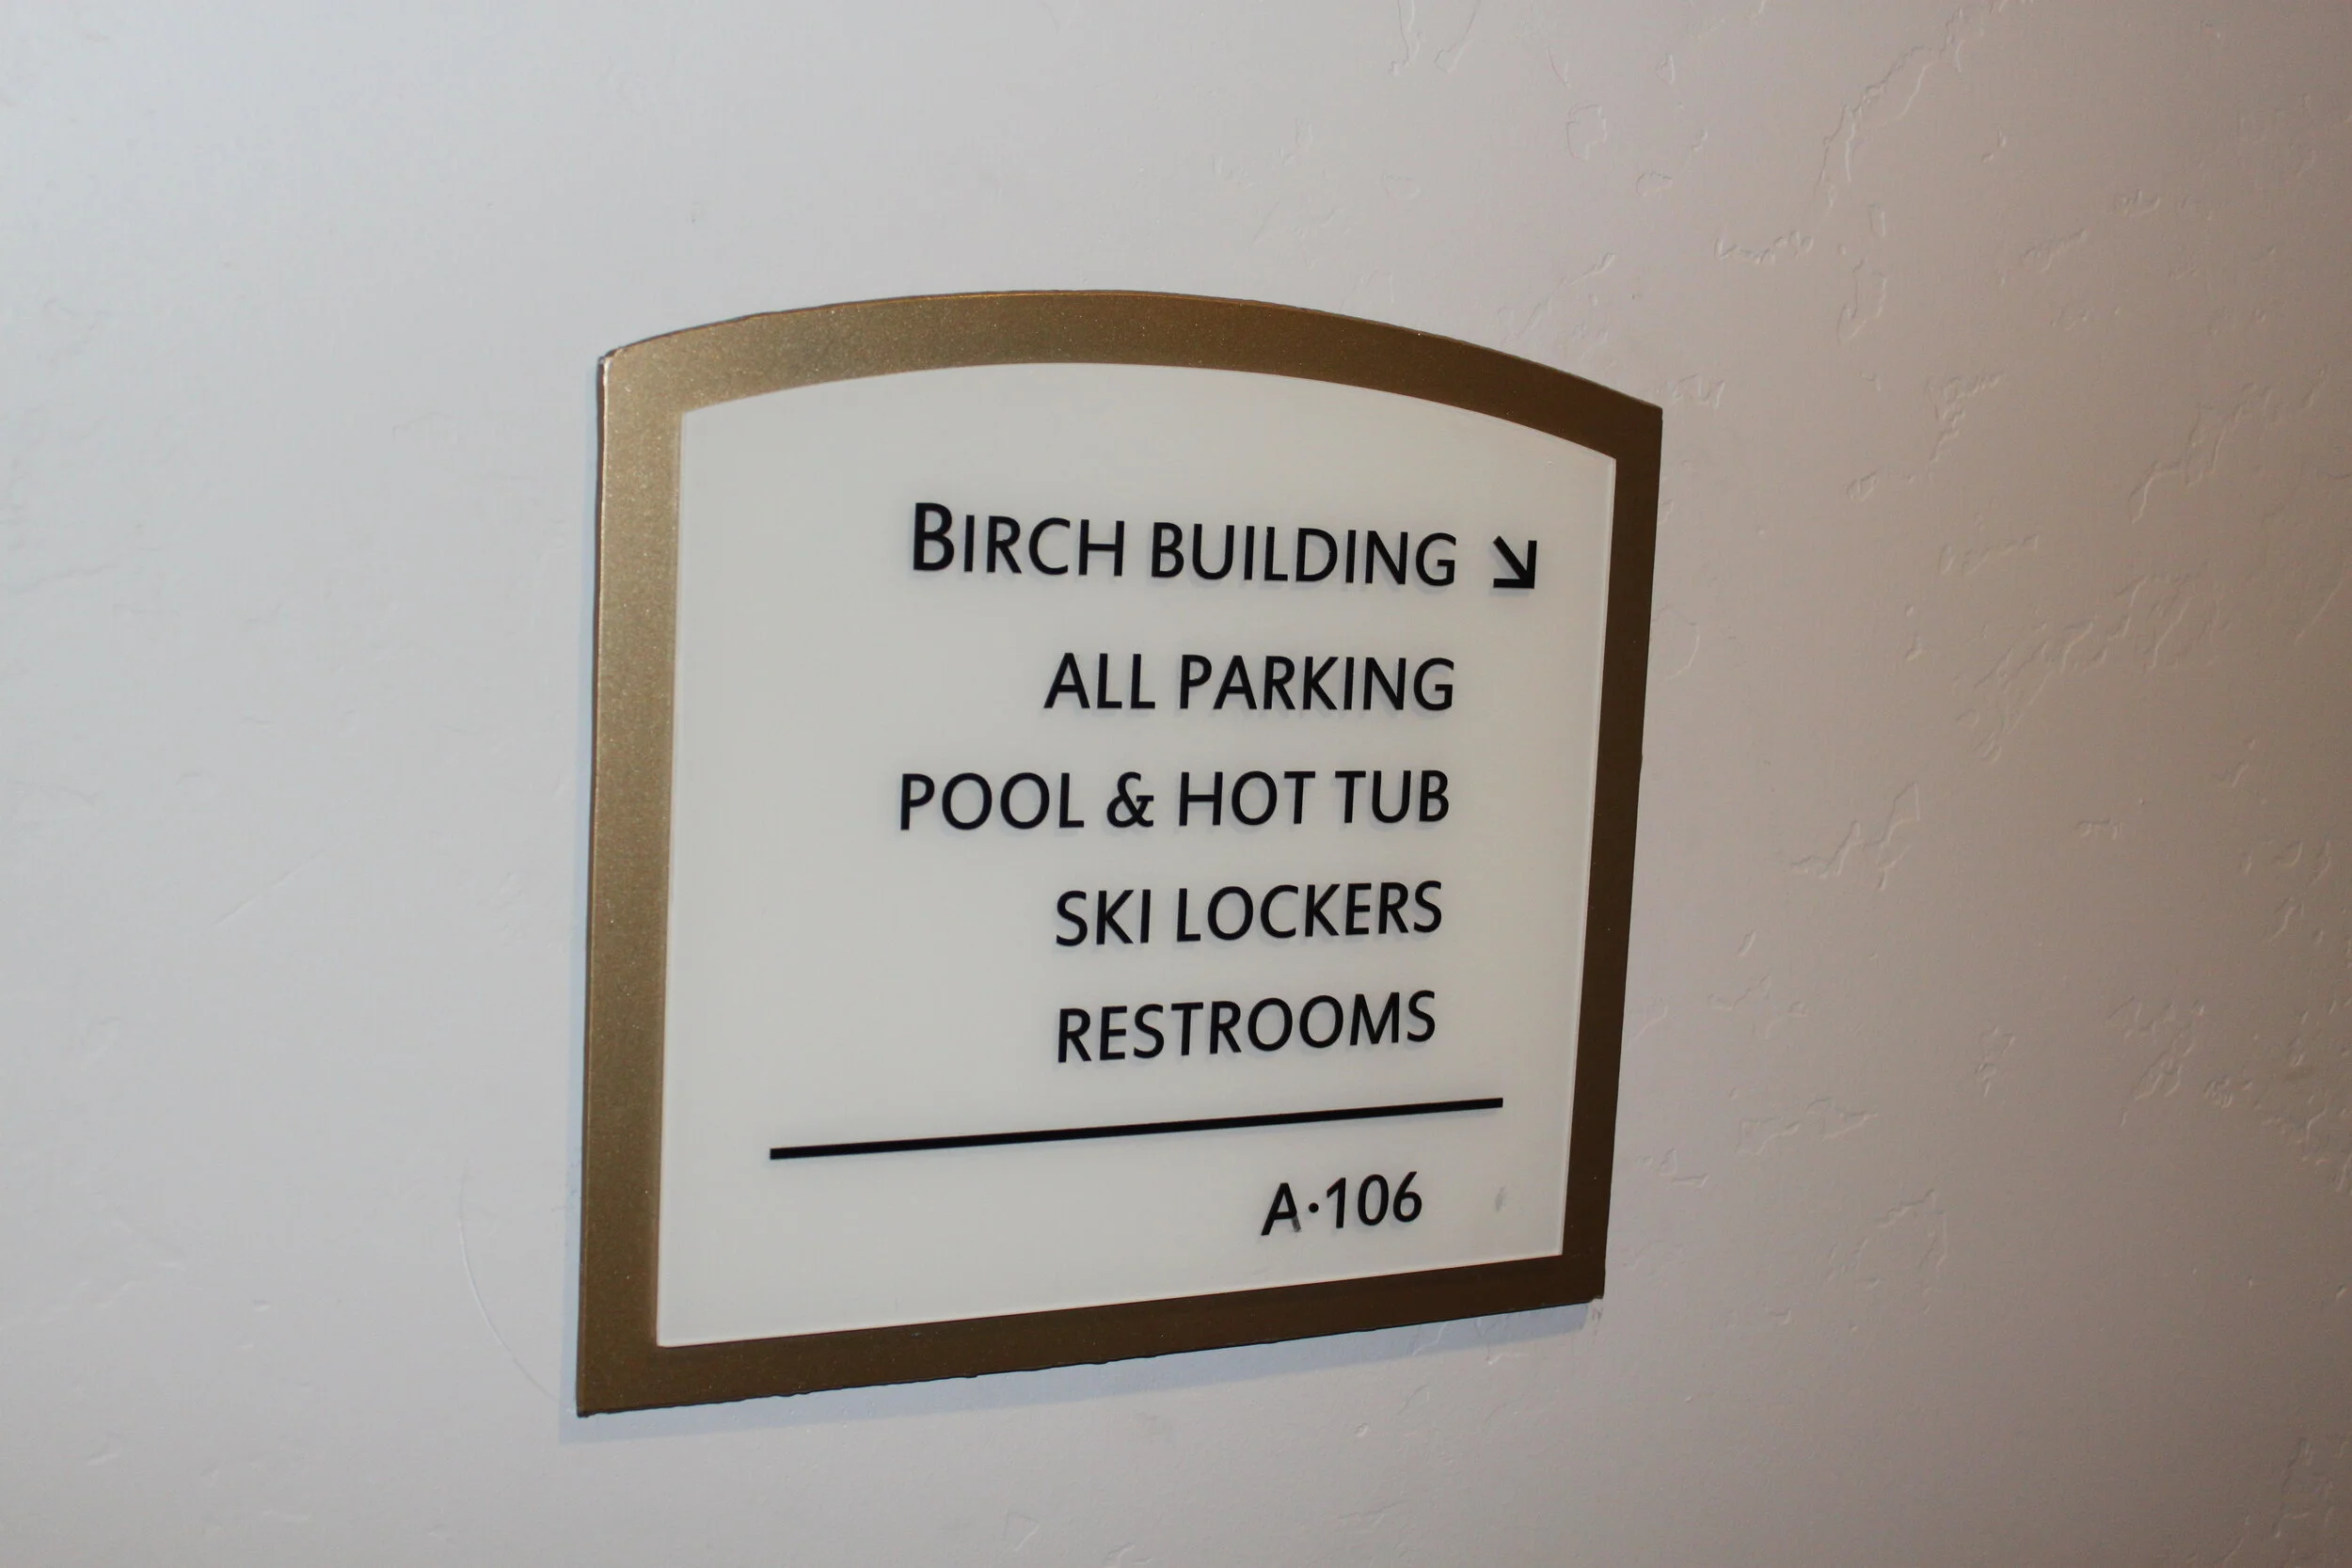 BIRCH BUILDING ↘
ALL PARKING
POOL & HOT TUB
SKI LOCKERS
RESTROOMS
A·106